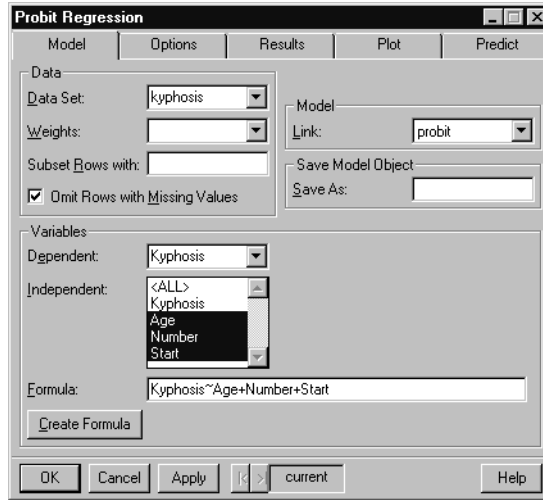 Probit Regression
Model Options Results Plot Predict
Data
Data Set: kyphosis
Weights:
Subset Rows with:
Omit Rows with Missing Values
Model
Link: probit
Save Model Object
Save As:
Variables
Dependent: Kyphosis
Independent: <ALL>
Kyphosis
Age
Number
Start
Formula: Kyphosis~Age+Number+Start
Create Formula
OK Cancel Apply current Help